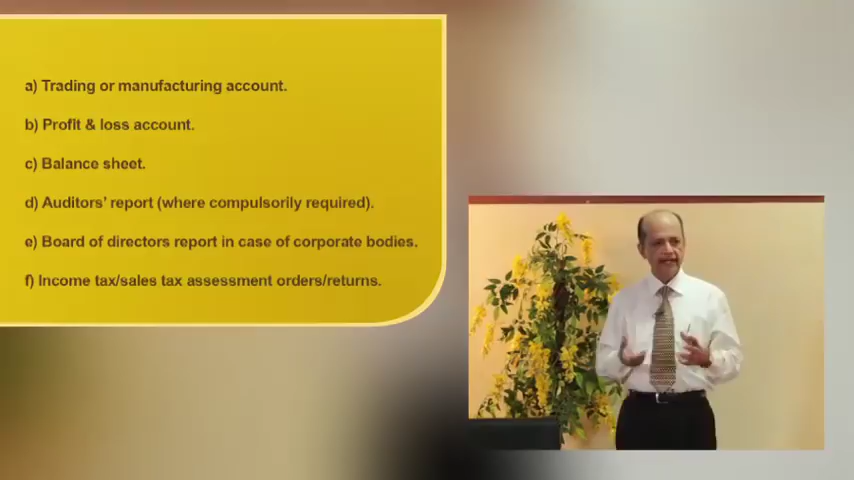 a) Trading or manufacturing account.
b) Profit & loss account.
c) Balance sheet.
d) Auditors' report (where compulsorily required).
e) Board of directors report in case of corporate bodies.
f) Income tax/sales tax assessment orders/returns.